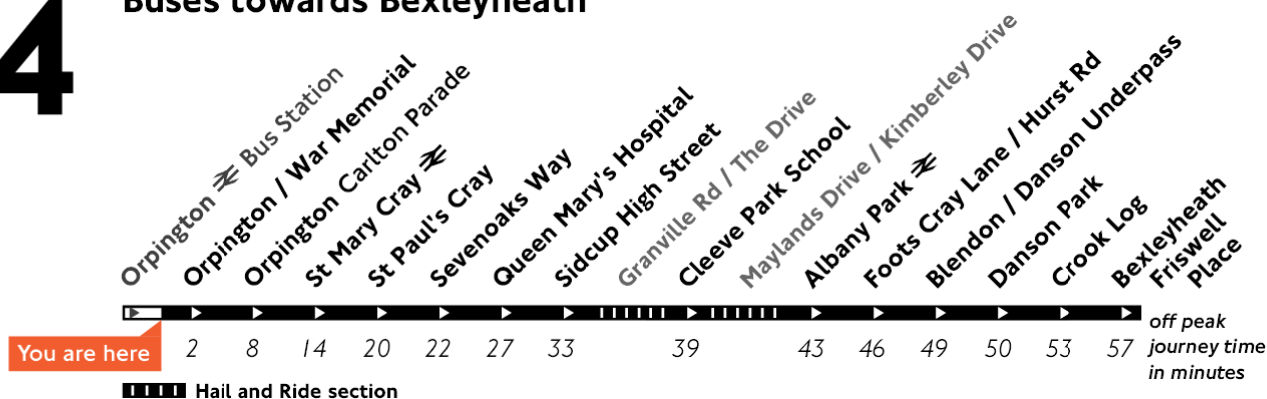 4
Buses towards Bexleyheath
Orpington Bus Station
Orpington / War Memorial
Orpington Carlton Parade
St Mary Cray
St Paul's Cray
Sevenoaks Way
Queen Mary's Hospital
Sidcup High Street
Granville Rd / The Drive
Cleeve Park School
Maylands Drive / Kimberley Drive
Albany Park
Foots Cray Lane / Hurst Rd
Blendon / Danson Underpass
Danson Park
Crook Log
Bexleyheath
Friswell
Place
You are here
2 8 14 20 22 27 33 39 43 46 49 50 53 57
off peak
journey time
in minutes
Hail and Ride section